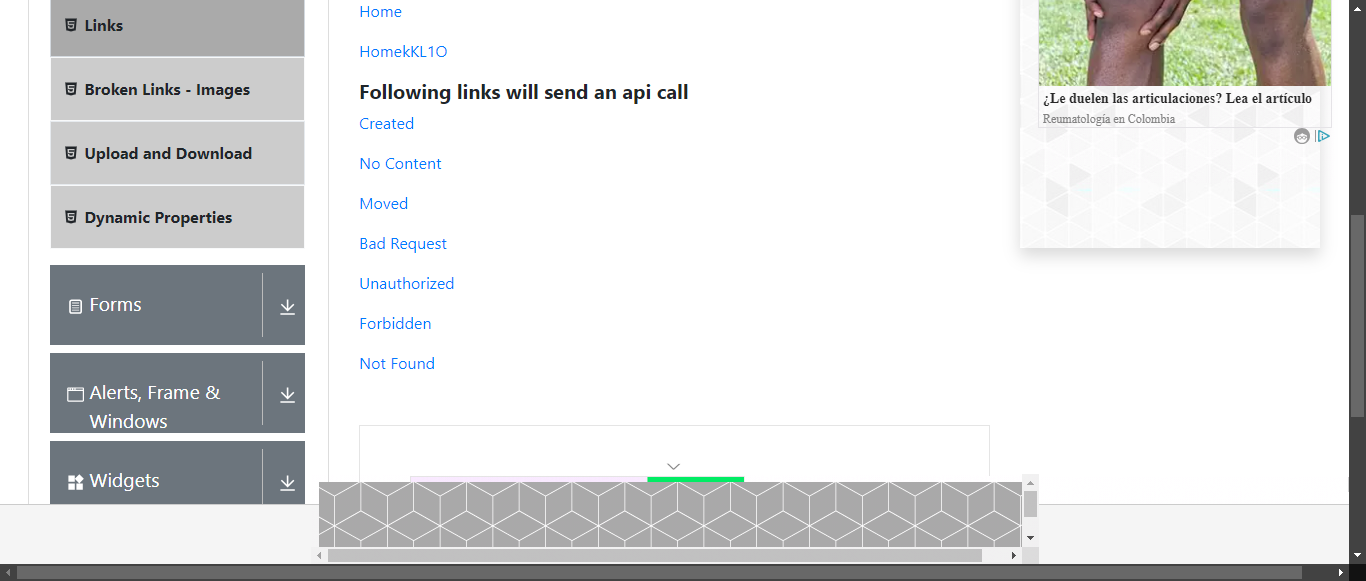 Links
Broken Links - Images
Upload and Download
Dynamic Properties
Forms
Alerts, Frame &
Windows
Widgets
Home
HomekKL1O
Following links will send an api call
Created
No Content
Moved
Bad Request
Unauthorized
Forbidden
Not Found
¿Le duelen las articulaciones? Lea el artículo
Reumatología en Colombia